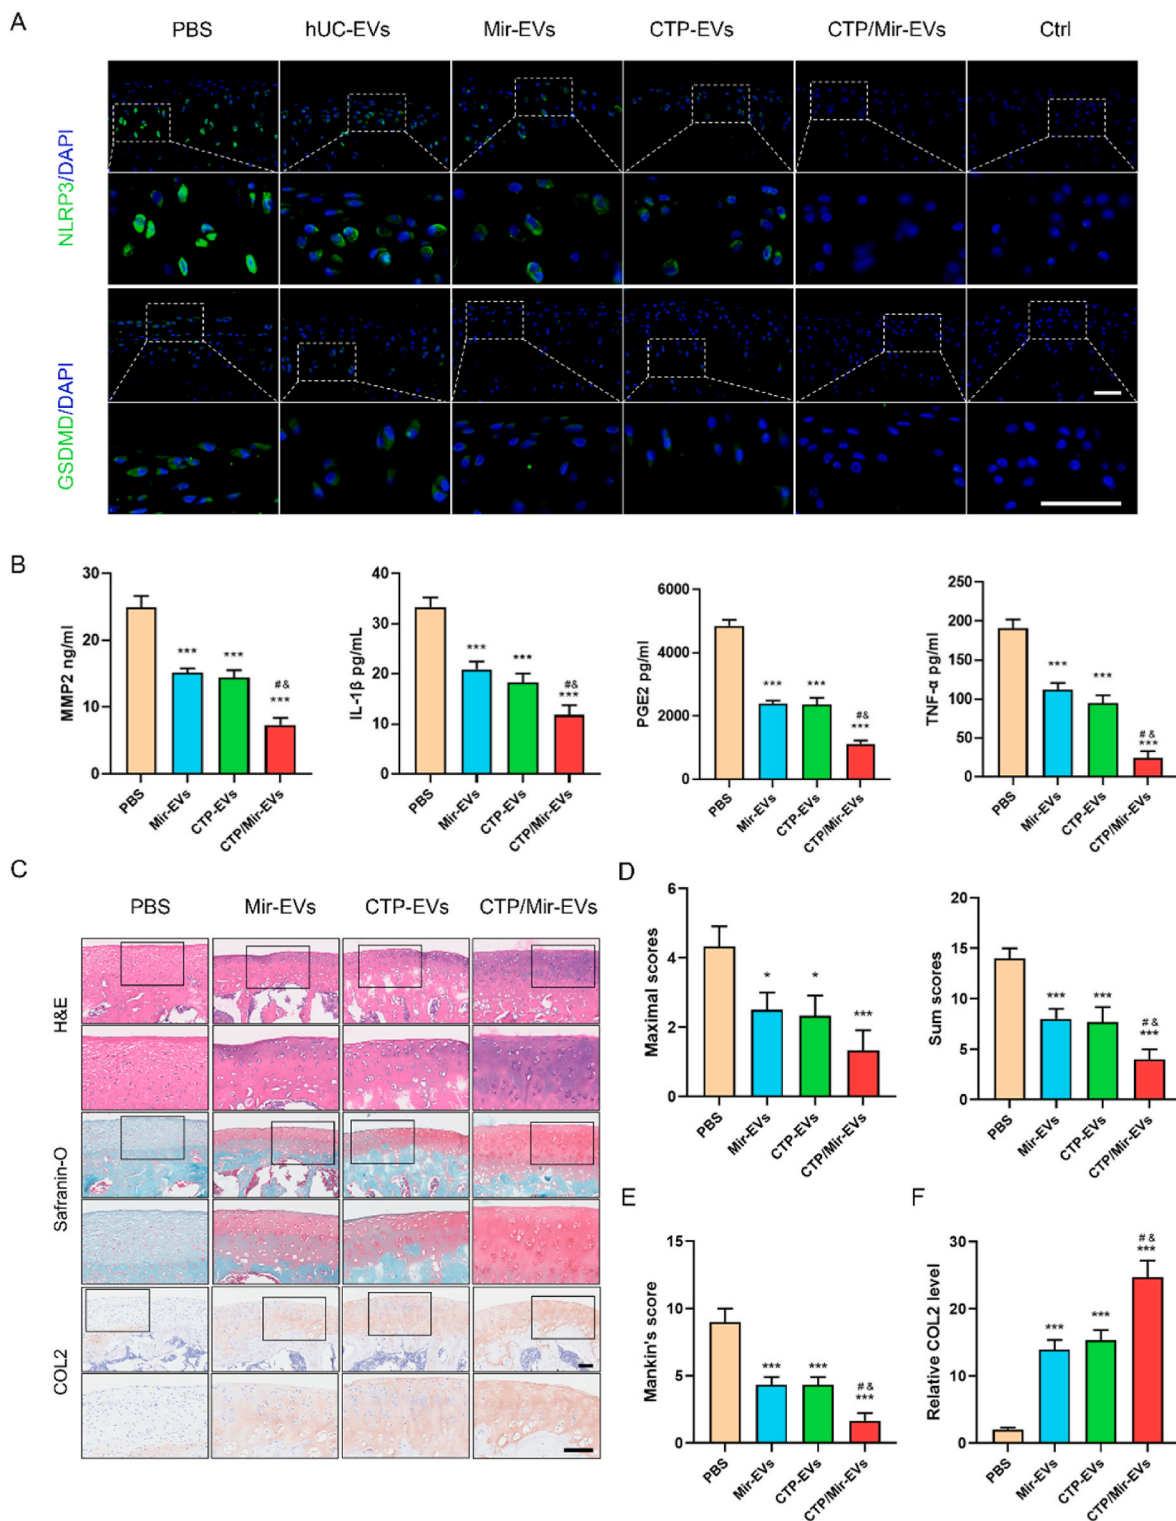 A
PBS hUC-EVs Mir-EVs CTP-EVs CTP/Mir-EVs Ctrl
NLRP3/DAPI
GSDMD/DAPI
B
MMP2 ng/ml
30
20
10
0
***
***
# &
***
PBS
Mir-EVs
CTP-EVs
CTP/Mir-EVs
IL-1β pg/mL
40
30
20
10
0
***
***
#&
***
PBS
Mir-EVs
CTP-EVs
CTP/Mir-EVs
PGE2 pg/ml
6000
4000
2000
0
***
***
#&
***
PBS
Mir-EVs
CTP-EVs
CTP/Mir-EVs
TNF-α pg/ml
250
200
150
100
50
0
***
***
# &
***
PBS
Mir-EVs
CTP-EVs
CTP/Mir-EVs
C
PBS Mir-EVs CTP-EVs CTP/Mir-EVs
H&E
Safranin-O
COL2
D
Maximal scores
6
4
2
0
*
*
***
PBS
Mir-EVs
CTP-EVs
CTP/Mir-EVs
Sum scores
20
15
10
5
0
***
***
# &
***
PBS
Mir-EVs
CTP-EVs
CTP/Mir-EVs
E
Mankin's score
15
10
5
0
***
***
# &
***
PBS
Mir-EVs
CTP-EVs
CTP/Mir-EVs
F
Relative COL2 level
30
20
10
0
***
***
# &
***
PBS
Mir-EVs
CTP-EVs
CTP/Mir-EVs